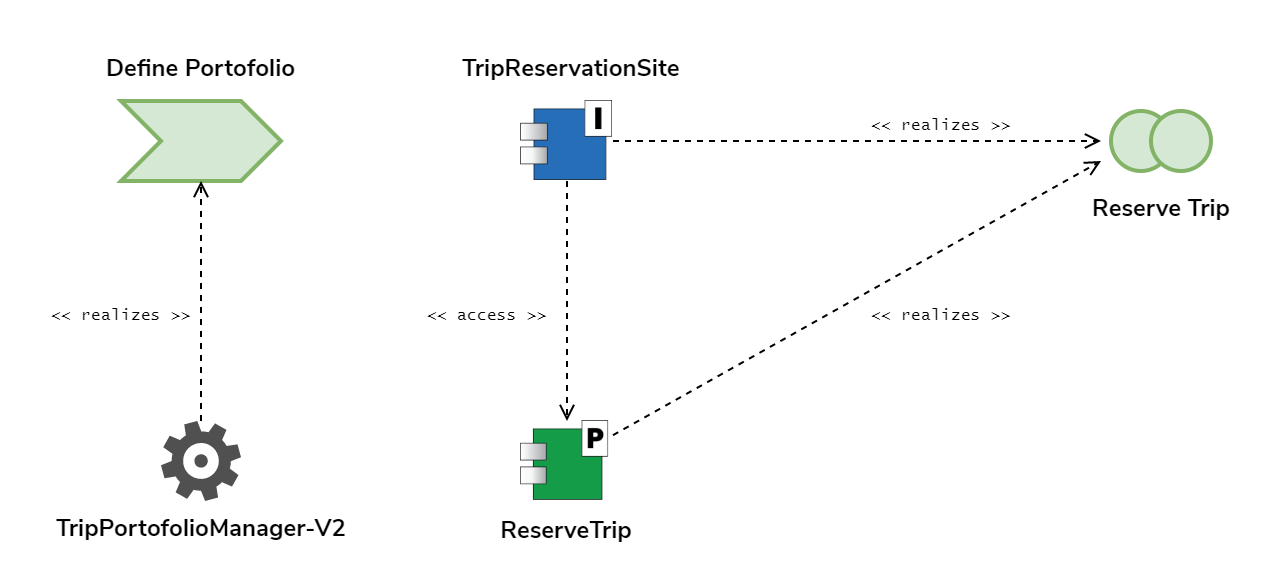 Define Portofolio
TripReservationSite
I
<< realizes >>
Reserve Trip
<< realizes >>
<< access >>
<< realizes >>
P
TripPortofolioManager-V2
ReserveTrip